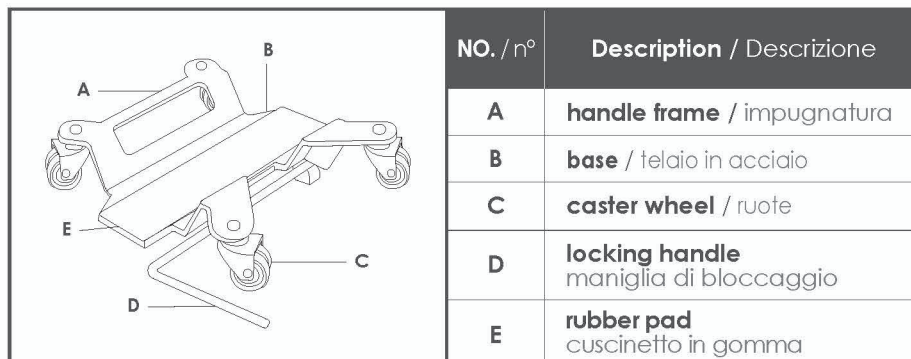 A
B
E
C
D
NO. / nº Description / Descrizione
A handle frame / impugnatura
B base / telaio in acciaio
C caster wheel / ruote
D locking handle
maniglia di bloccaggio
E rubber pad
cuscinetto in gomma